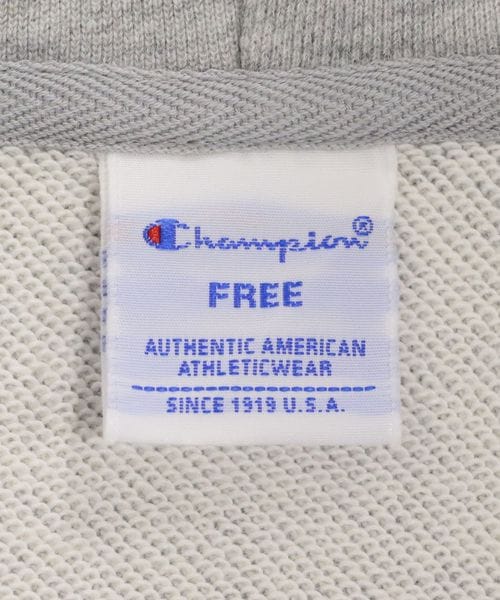 Champion®
FREE
AUTHENTIC AMERICAN
ATHLETICWEAR
SINCE 1919 U.S.A.